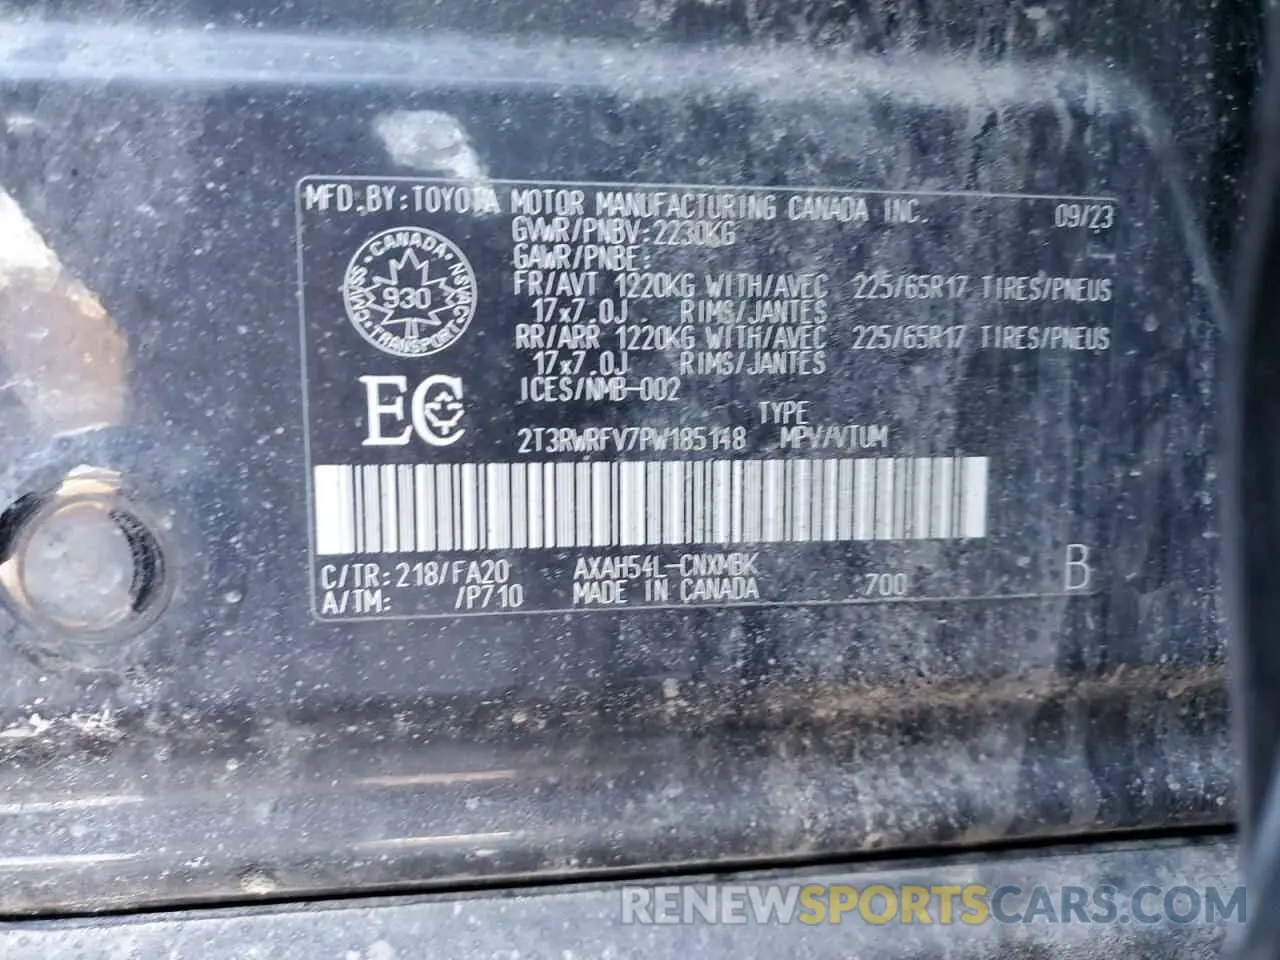 MFD.BY:TOYOTA MOTOR MANUFACTURING CANADA INC. 09/23
GVWR/PNBV:2230KG
GAWR/PNBE:
FR/AVT 1220KG WITH/AVEC 225/65R17 TIRES/PNEUS
17x7.0J RIMS/JANTES
RR/ARR 1220KG WITH/AVEC 225/65R17 TIRES/PNEUS
17x7.0J RIMS/JANTES
ICES/NMB-002
CANADA
CMVSS NSVAC
930
TRANSPORT
EC
TYPE
2T3RWRFV7PW185148 MPV/VTUM
C/TR:218/FA20 AXAH54L-CNXMBK
A/TM: /P710 MADE IN CANADA 700 B
RENEWSPORTSCARS.COM